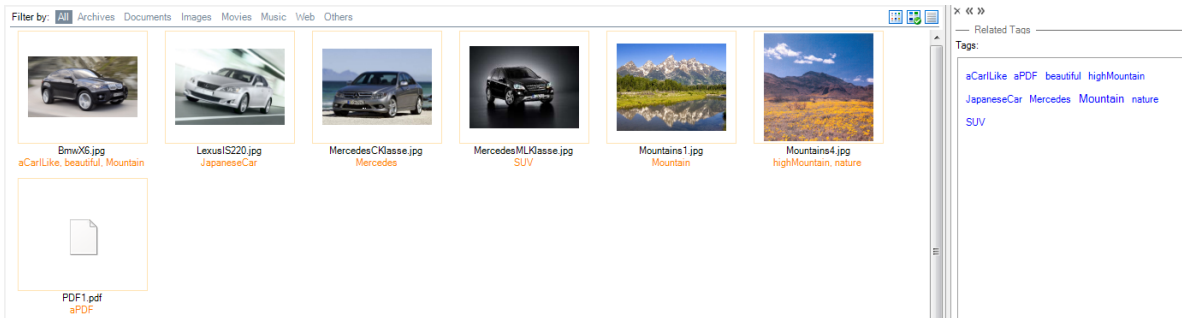 Filter by: All Archives Documents Images Movies Music Web Others
BmwX6.jpg
aCarILike, beautiful, Mountain
LexusIS220.jpg
JapaneseCar
MercedesCKlasse.jpg
Mercedes
MercedesMLKlasse.jpg
SUV
Mountains1.jpg
Mountain
Mountains4.jpg
highMountain, nature
PDF1.pdf
aPDF
Related Tags
Tags:
aCarILike aPDF beautiful highMountain
JapaneseCar Mercedes Mountain nature
SUV